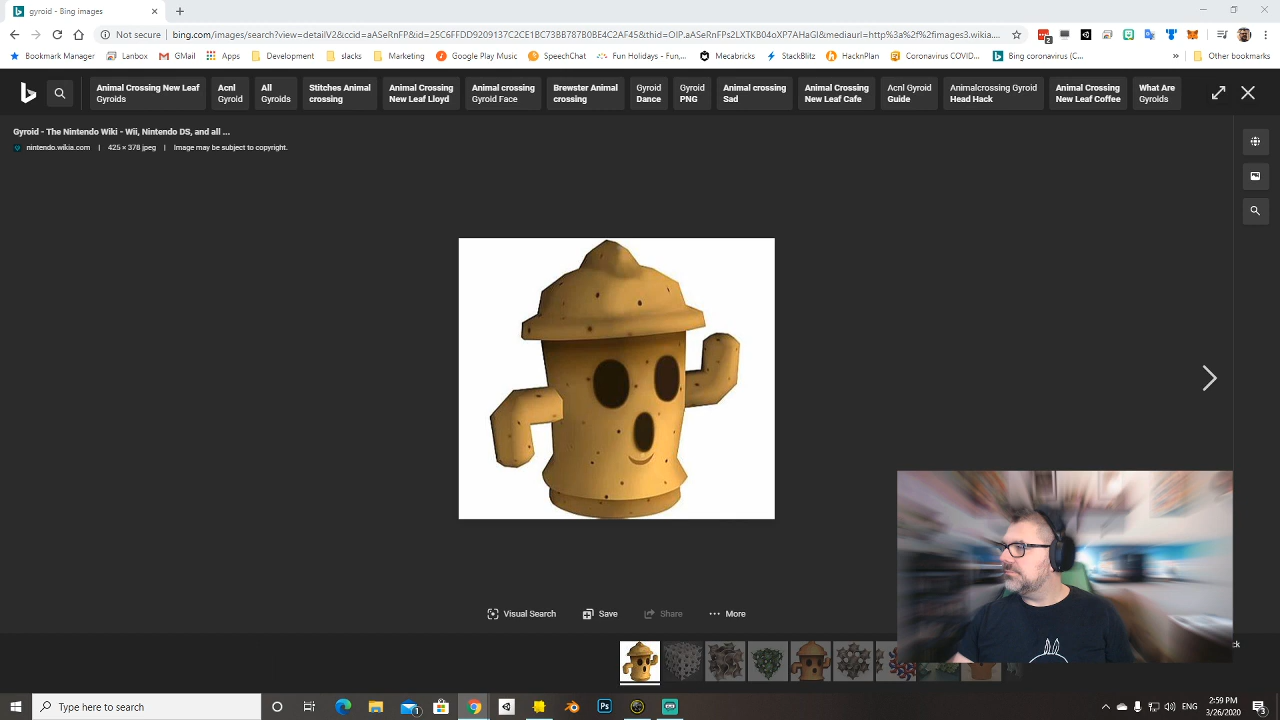 gyroid - Bing images
Not secure | bing.com/images/search?view=detailV2&ccid=aASeRnFP&id=25C6FFD7D209137C2CE1BC73BBF87B0BE4C2AF45&thid=OIP.aASeRnFPs2LXTKB04CeP7AHaGl&mediaurl=http%3a%2f%2fimages3.wikia....
Bookmark Manager Lanbox GMail Apps Development slacks Marketing Google Play Music SpeechChat Fun Holidays - Fun,... Mecabricks StackBlitz HacknPlan Coronavirus COVID... Bing coronavirus (C... » Other bookmarks
Animal Crossing New Leaf Gyroids
Acnl Gyroid
All Gyroids
Stitches Animal crossing
Animal Crossing New Leaf Lloyd
Animal crossing Gyroid Face
Brewster Animal crossing
Gyroid Dance
Gyroid PNG
Animal crossing Sad
Animal Crossing New Leaf Cafe
Acnl Gyroid Guide
Animalcrossing Gyroid Head Hack
Animal Crossing New Leaf Coffee
What Are Gyroids
Gyroid - The Nintendo Wiki - Wii, Nintendo DS, and all ...
nintendo.wikia.com | 425 × 378 jpeg | Image may be subject to copyright.
Visual Search Save Share More
Type here to search
ENG
2:59 PM
3/26/2020